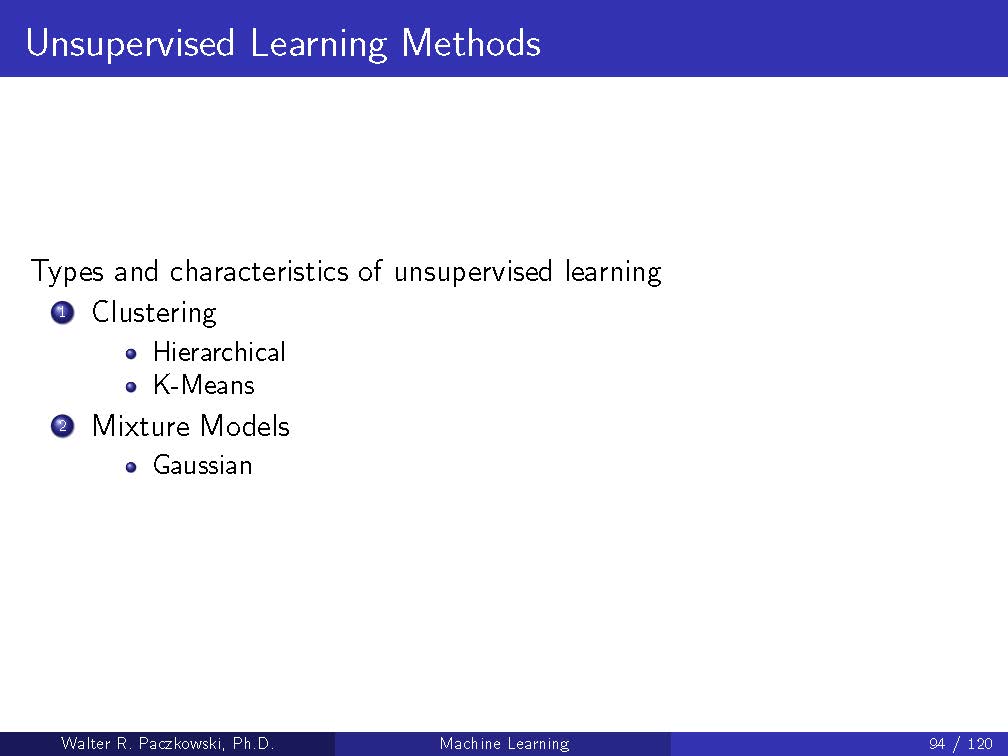 Unsupervised Learning Methods
Types and characteristics of unsupervised learning
1 Clustering
Hierarchical
K-Means
2 Mixture Models
Gaussian
Walter R. Paczkowski, Ph.D. Machine Learning 94 / 120